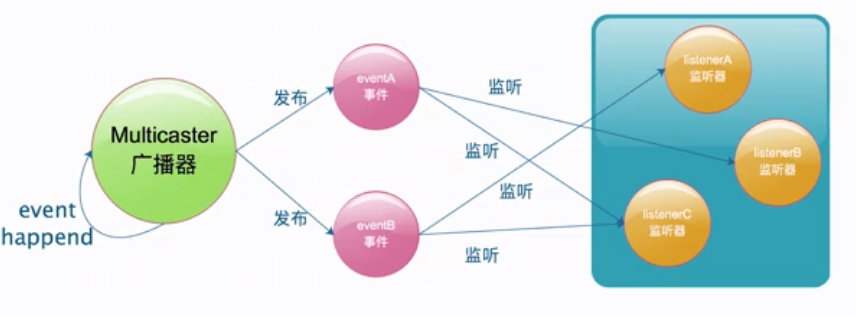 Multicaster
广播器
event
happend
发布
发布
eventA
事件
eventB
事件
监听
监听
监听
监听
listenerA
监听器
listenerB
监听器
listenerC
监听器